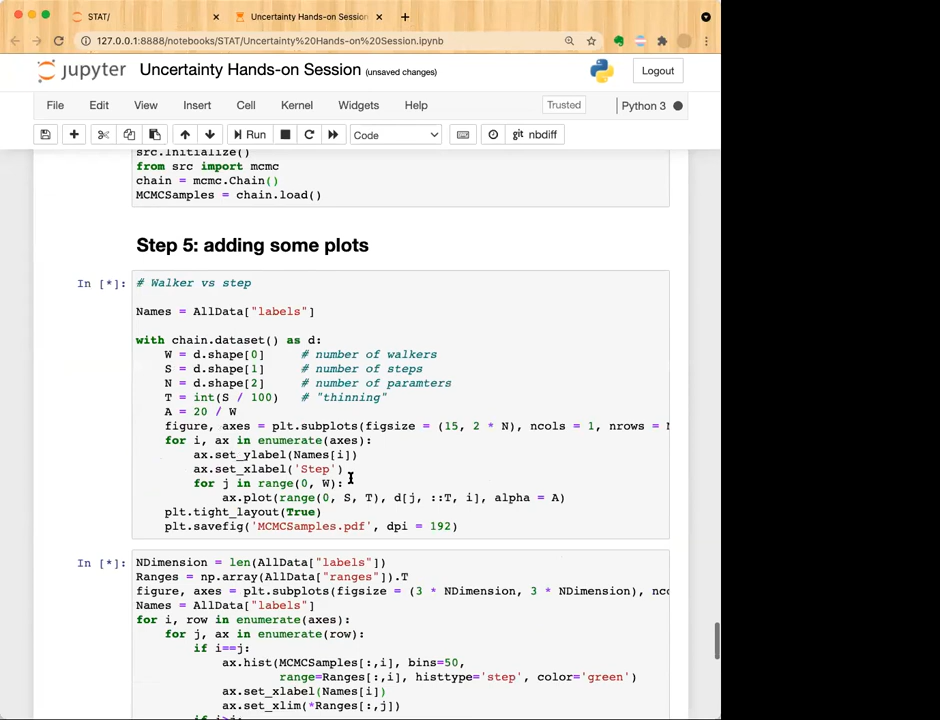 STAT/
Uncertainty Hands-on Session
127.0.0.1:8888/notebooks/STAT/Uncertainty%20Hands-on%20Session.ipynb
jupyter Uncertainty Hands-on Session (unsaved changes) Logout
File Edit View Insert Cell Kernel Widgets Help Trusted Python 3
Run Code git nbdiff
src.Initialize()
from src import mcmc
chain = mcmc.Chain()
MCMCSamples = chain.load()
Step 5: adding some plots
In [*]: # Walker vs step
Names = AllData["labels"]
with chain.dataset() as d:
W = d.shape[0] # number of walkers
S = d.shape[1] # number of steps
N = d.shape[2] # number of paramters
T = int(S / 100) # "thinning"
A = 20 / W
figure, axes = plt.subplots(figsize = (15, 2 * N), ncols = 1, nrows = N
for i, ax in enumerate(axes):
ax.set_ylabel(Names[i])
ax.set_xlabel('Step')
for j in range(0, W):
ax.plot(range(0, S, T), d[j, ::T, i], alpha = A)
plt.tight_layout(True)
plt.savefig('MCMCSamples.pdf', dpi = 192)
In [*]: NDimension = len(AllData["labels"])
Ranges = np.array(AllData["ranges"]).T
figure, axes = plt.subplots(figsize = (3 * NDimension, 3 * NDimension), nco
Names = AllData["labels"]
for i, row in enumerate(axes):
for j, ax in enumerate(row):
if i==j:
ax.hist(MCMCSamples[:,i], bins=50,
range=Ranges[:,i], histtype='step', color='green')
ax.set_xlabel(Names[i])
ax.set_xlim(*Ranges[:,j])
if i>j: